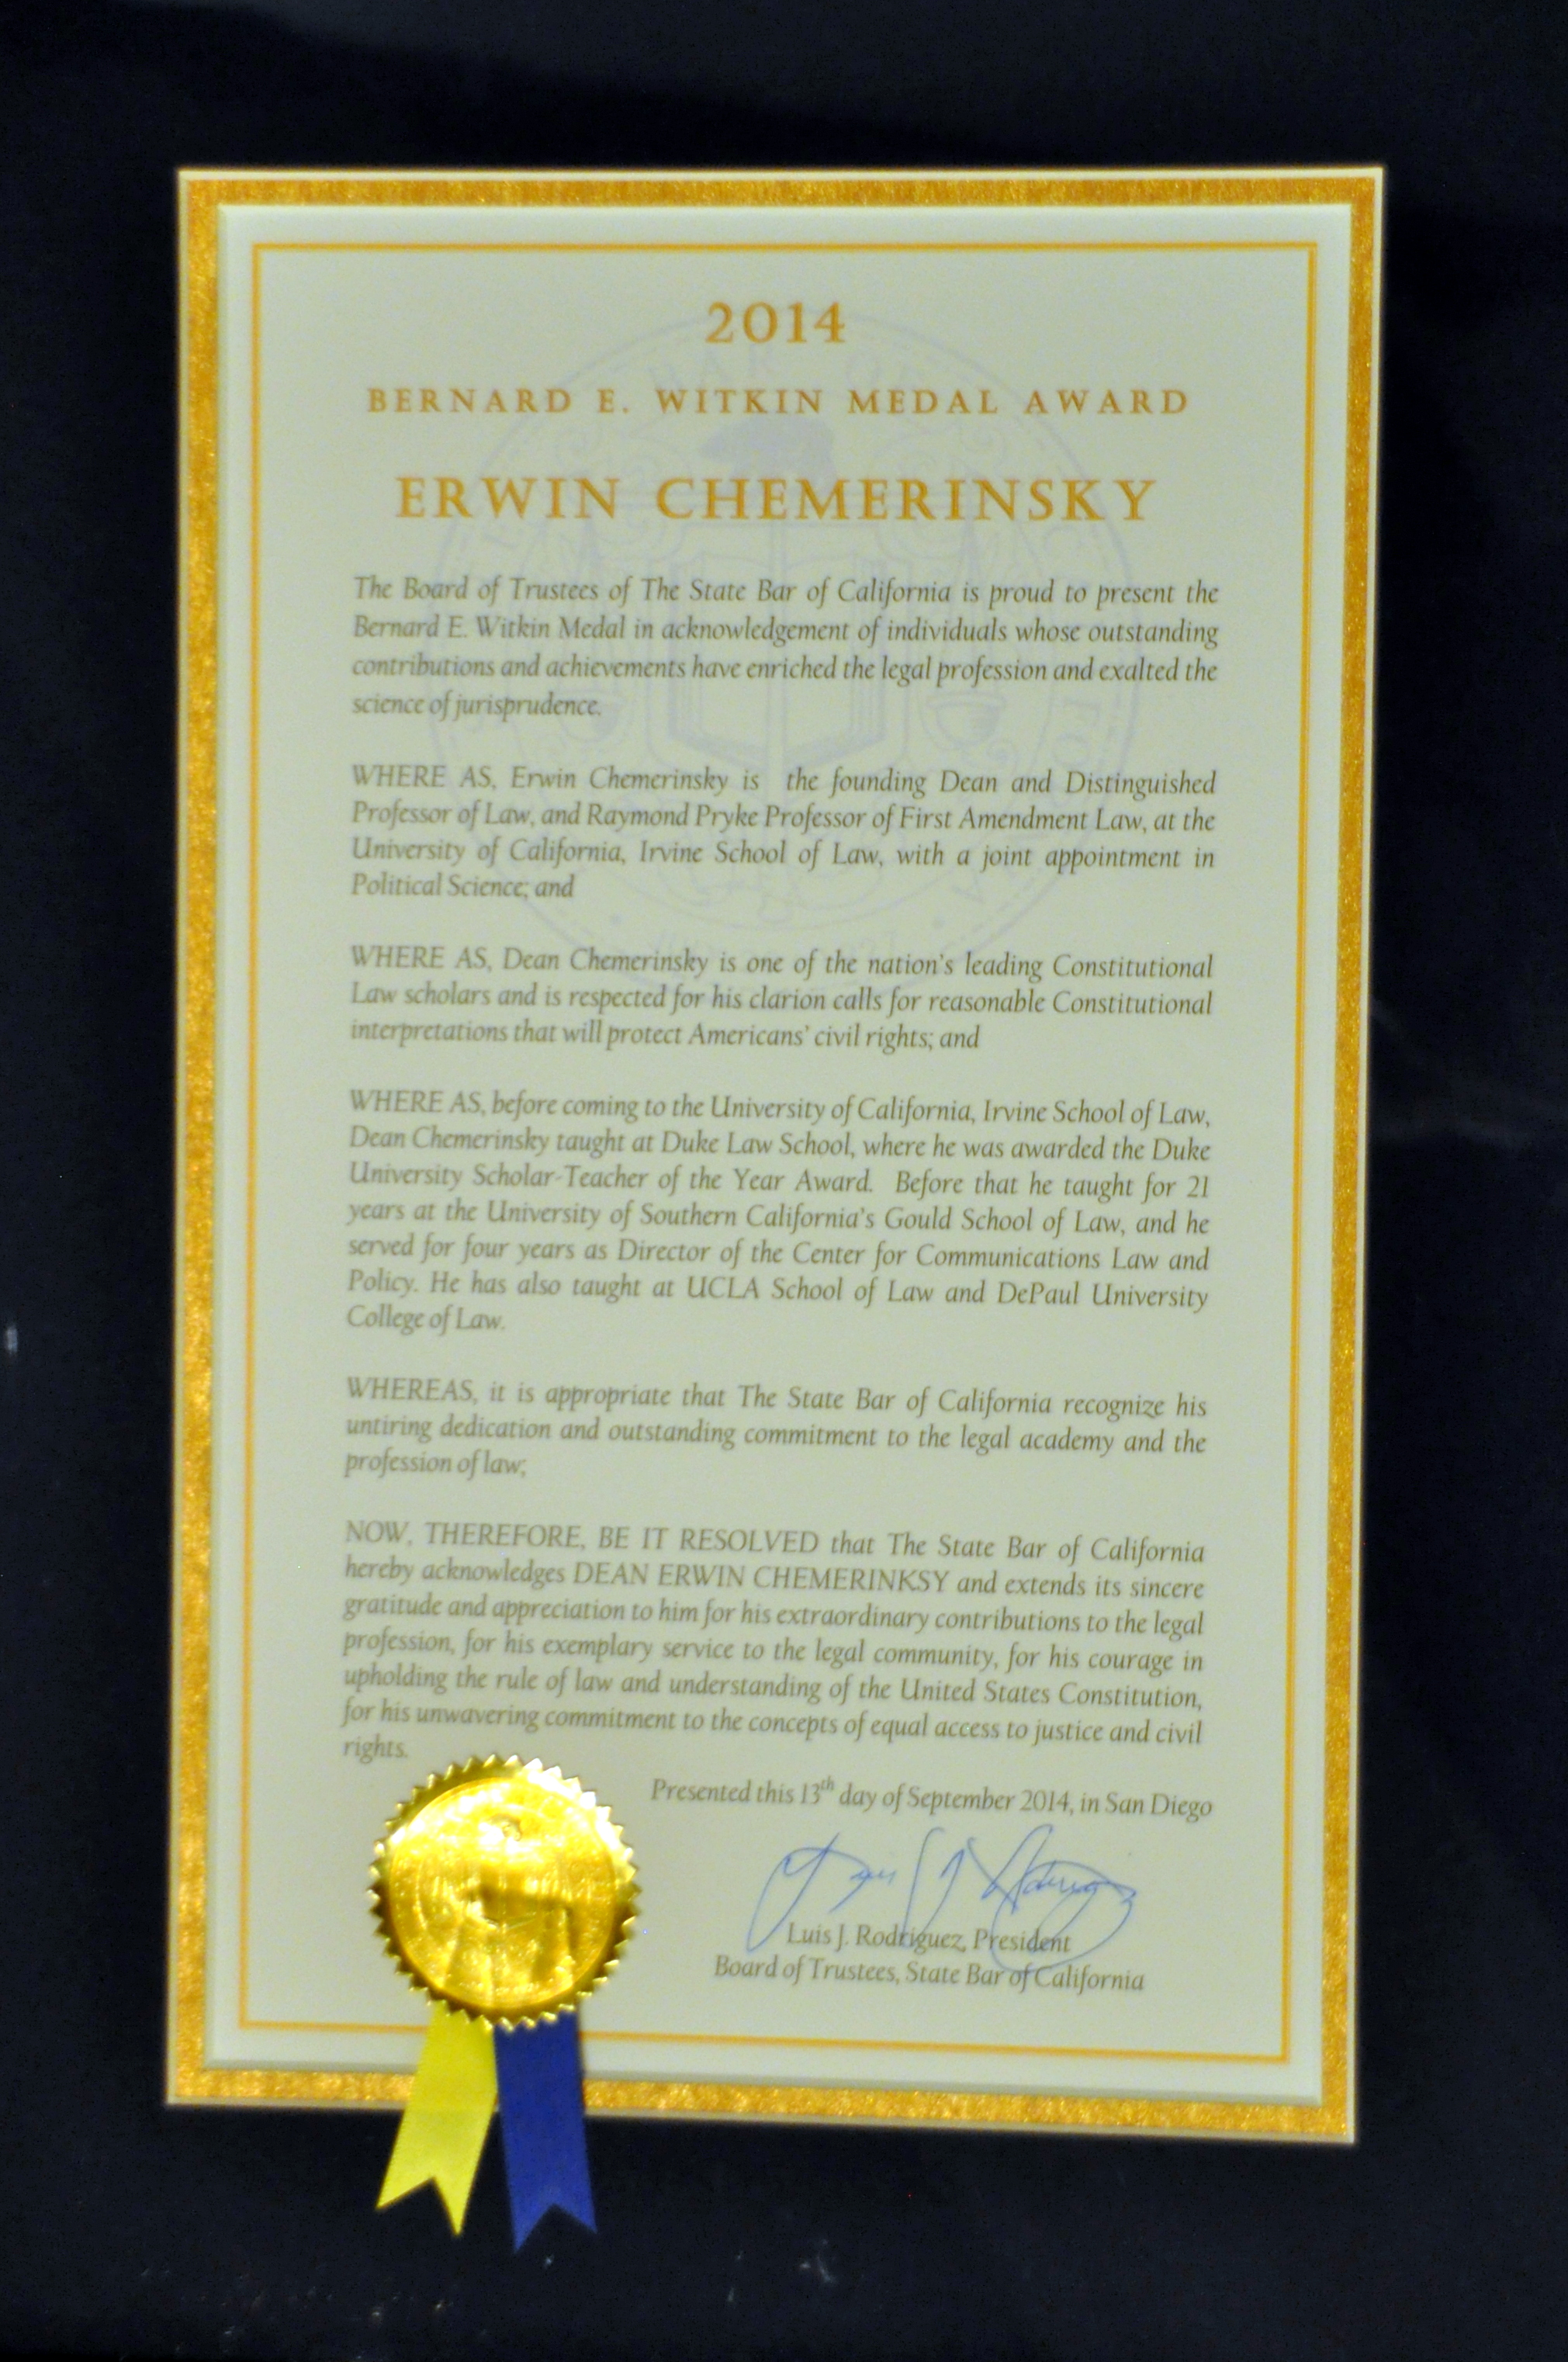 2014
BERNARD E. WITKIN MEDAL AWARD
ERWIN CHEMERINSKY
The Board of Trustees of The State Bar of California is proud to present the
Bernard E. Witkin Medal in acknowledgement of individuals whose outstanding
contributions and achievements have enriched the legal profession and exalted the
science of jurisprudence.
WHERE AS, Erwin Chemerinsky is the founding Dean and Distinguished
Professor of Law, and Raymond Pryke Professor of First Amendment Law, at the
University of California, Irvine School of Law, with a joint appointment in
Political Science; and
WHERE AS, Dean Chemerinsky is one of the nation's leading Constitutional
Law scholars and is respected for his clarion calls for reasonable Constitutional
interpretations that will protect Americans' civil rights; and
WHERE AS, before coming to the University of California, Irvine School of Law,
Dean Chemerinsky taught at Duke Law School, where he was awarded the Duke
University Scholar-Teacher of the Year Award. Before that he taught for 21
years at the University of Southern California's Gould School of Law, and he
served for four years as Director of the Center for Communications Law and
Policy. He has also taught at UCLA School of Law and DePaul University
College of Law.
WHEREAS, it is appropriate that The State Bar of California recognize his
untiring dedication and outstanding commitment to the legal academy and the
profession of law;
NOW, THEREFORE, BE IT RESOLVED that The State Bar of California
hereby acknowledges DEAN ERWIN CHEMERINKSY and extends its sincere
gratitude and appreciation to him for his extraordinary contributions to the legal
profession, for his exemplary service to the legal community, for his courage in
upholding the rule of law and understanding of the United States Constitution,
for his unwavering commitment to the concepts of equal access to justice and civil
rights.
Presented this 13th day of September 2014, in San Diego
Luis J. Rodriguez, President
Board of Trustees, State Bar of California